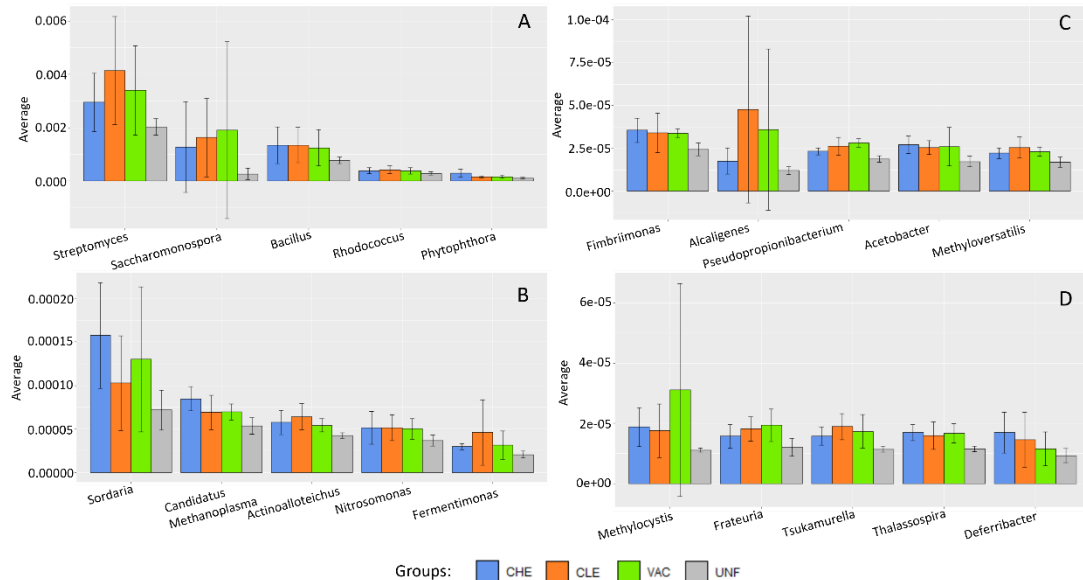 A
0.006
0.004
0.002
0.000
Average
Streptomyces
Saccharomonospora
Bacillus
Rhodococcus
Phytophthora
C
1.0e-04
7.5e-05
5.0e-05
2.5e-05
0.0e+00
Average
Fimbriimonas
Alcaligenes
Pseudopropionibacterium
Acetobacter
Methyloversatilis
B
0.00020
0.00015
0.00010
0.00005
0.00000
Average
Sordaria
Candidatus
Methanoplasma
Actinoalloteichus
Nitrosomonas
Fermentimonas
D
6e-05
4e-05
2e-05
0e+00
Average
Methylocystis
Frateuria
Tsukamurella
Thalassospira
Deferribacter
Groups: CHE CLE VAC UNF